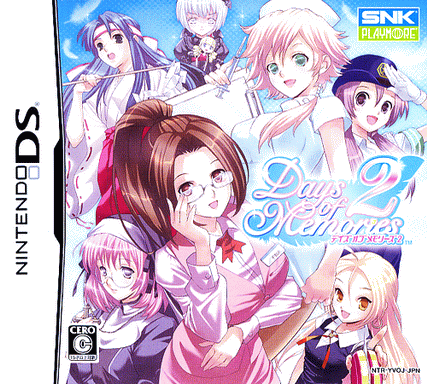 NINTENDO DS
SNK
PLAYMORE
Days
of
Memories 2
デイズ オブ メモリーズ 2
TM
CERO
C
NTR-YVOJ-JPN